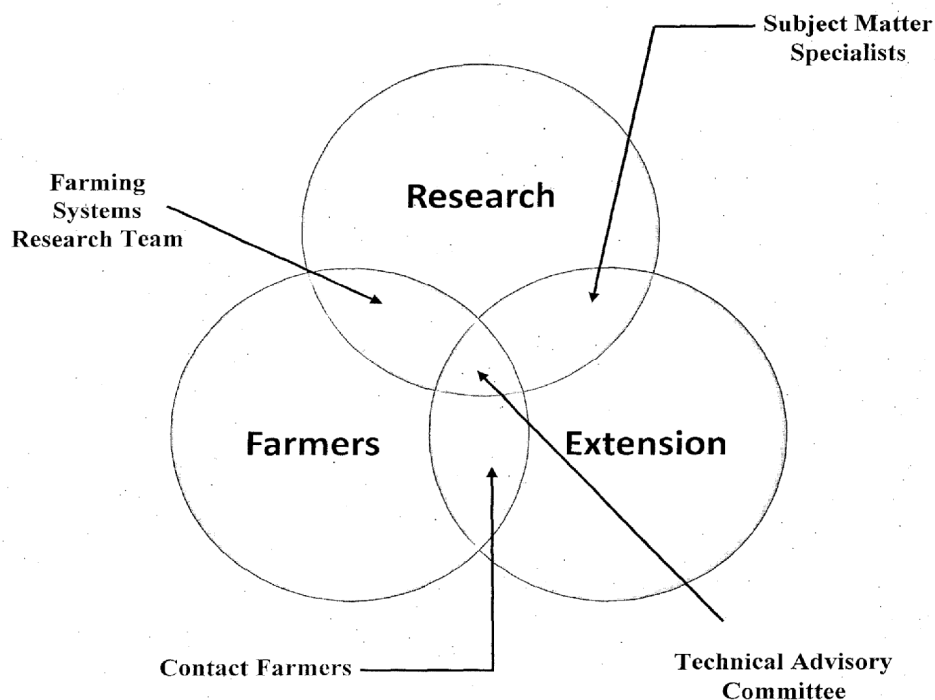 Subject Matter
Specialists
Research
Farming
Systems
Research Team
Farmers
Extension
Contact Farmers
Technical Advisory
Committee